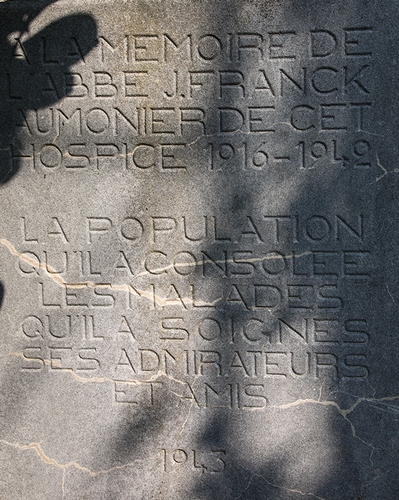 A LA MEMOIRE DE
L'ABBE J.FRANCK
AUMONIER DE CET
HOSPICE 1916-1942
LA POPULATION
QU'IL A CONSOLEE
LES MALADES
QU'IL A SOIGNES
SES ADMIRATEURS
ET AMIS
1943